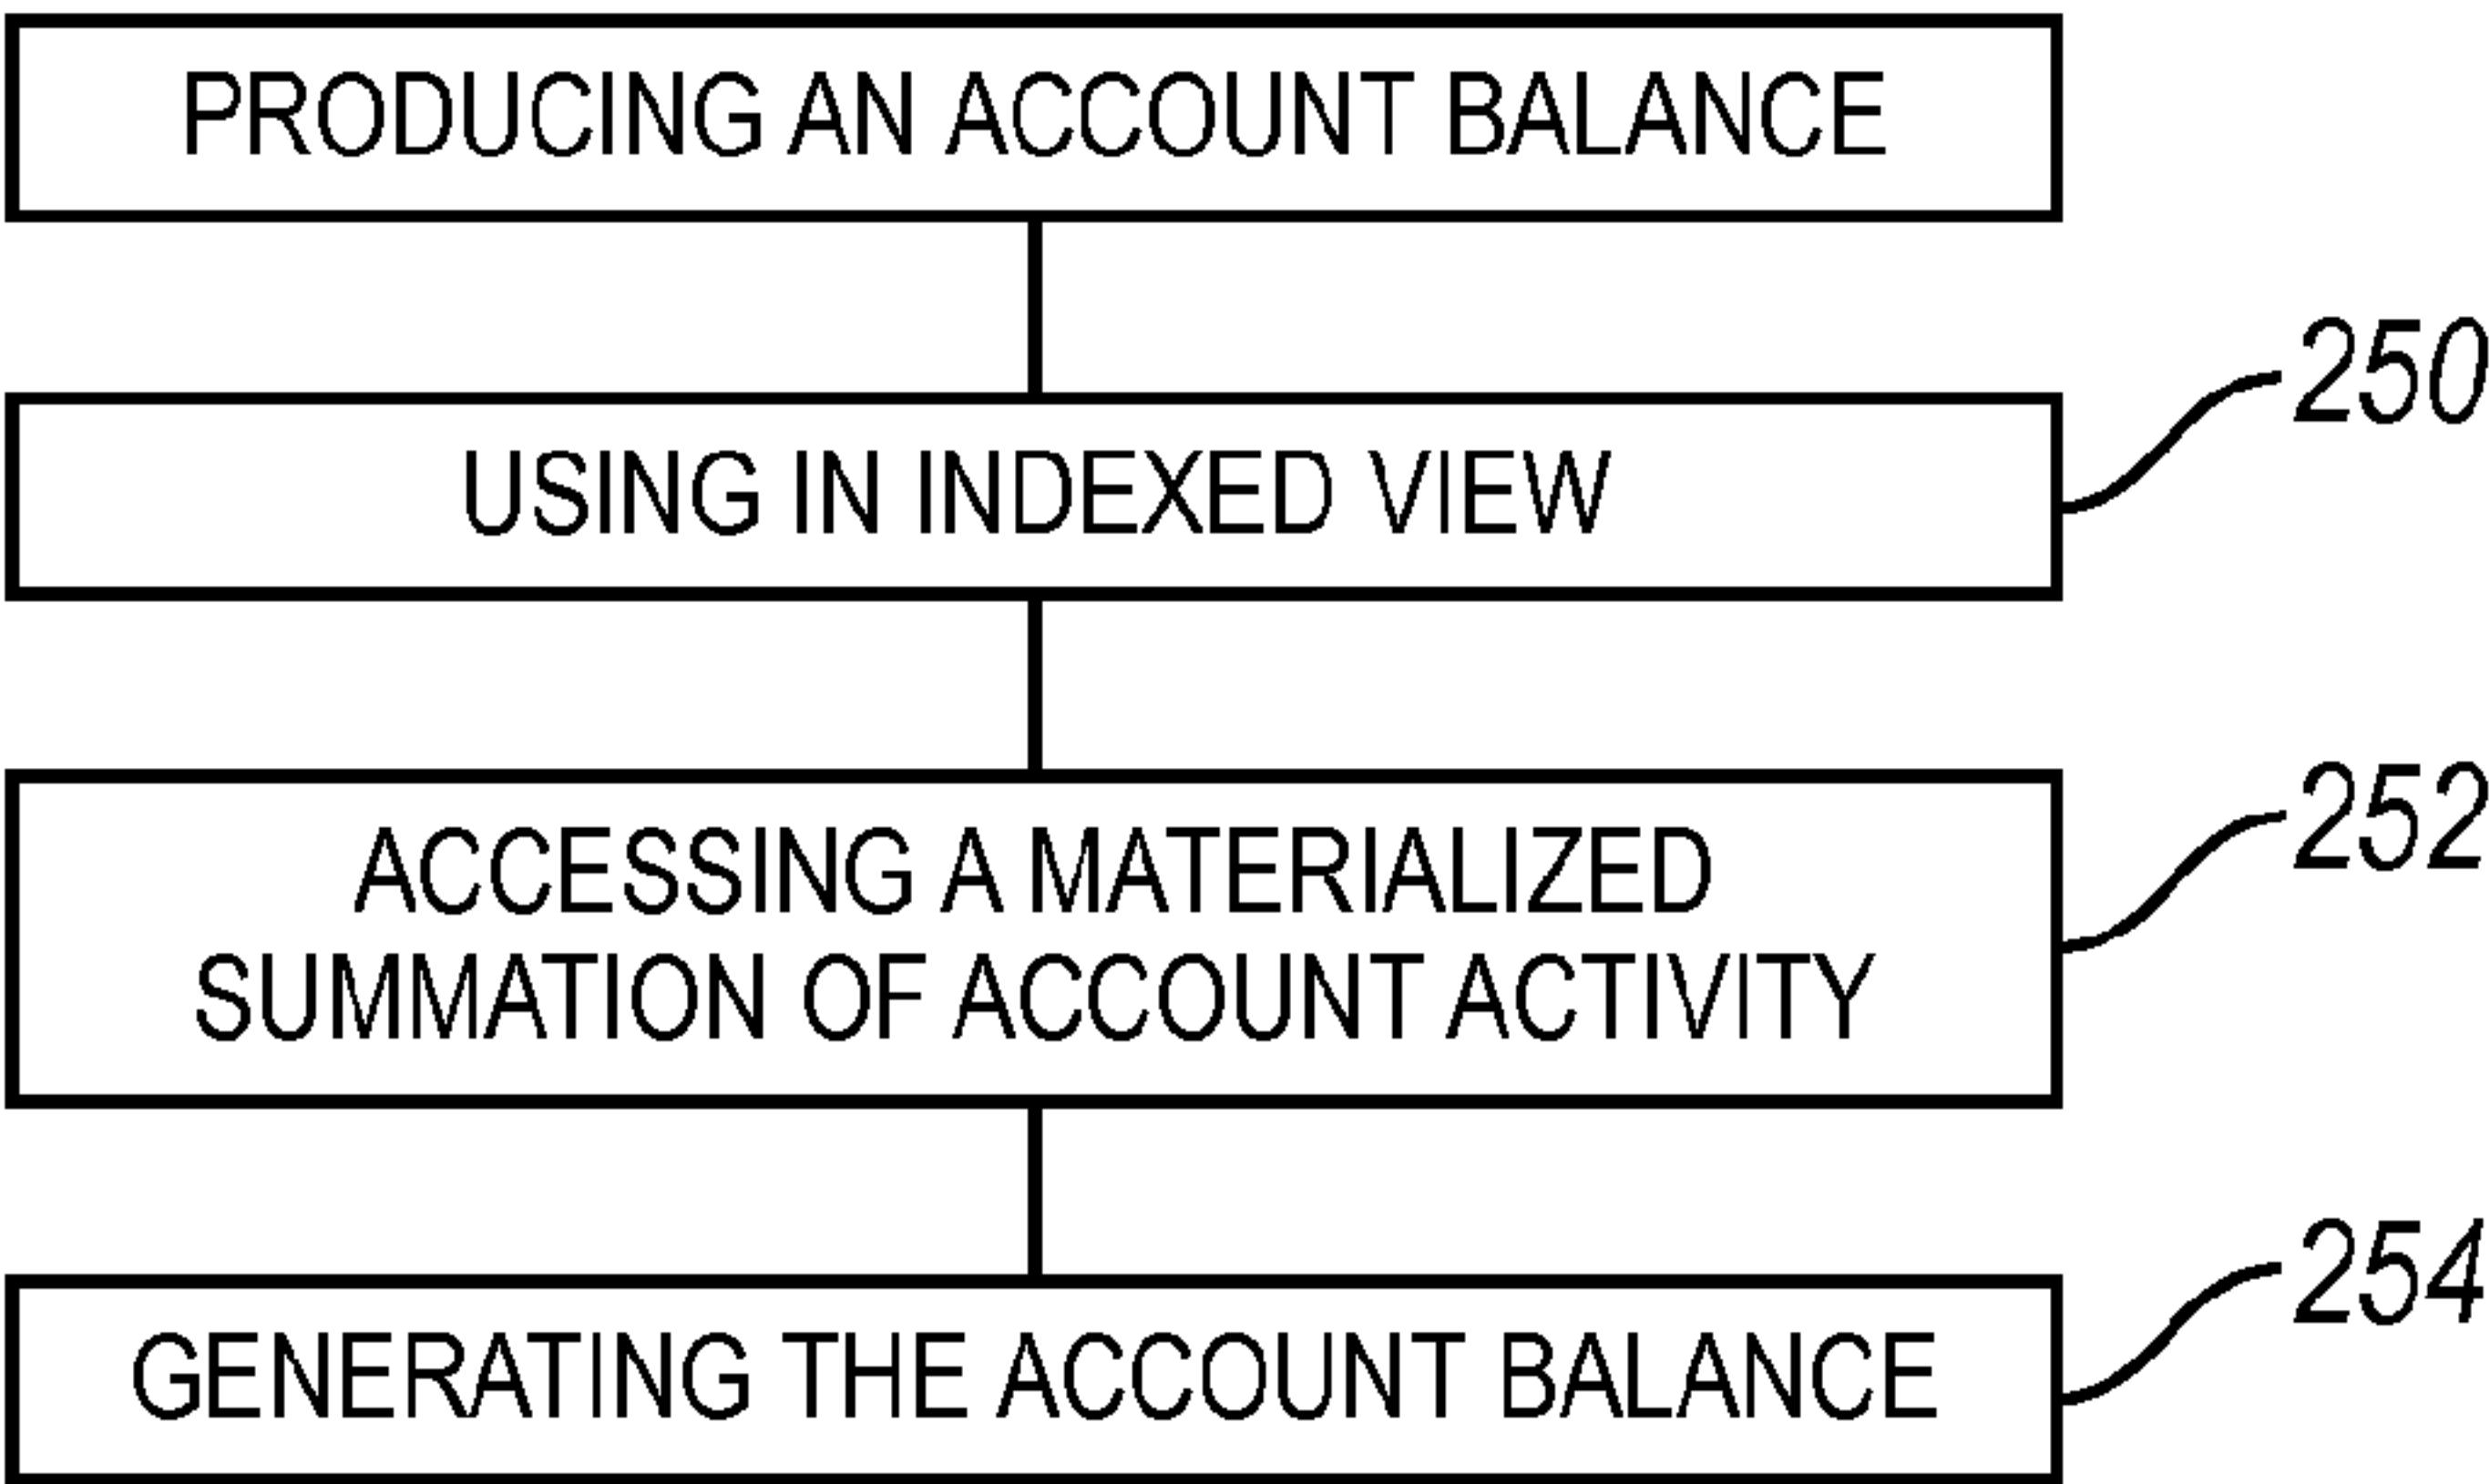 PRODUCING AN ACCOUNT BALANCE
250
USING IN INDEXED VIEW
252
ACCESSING A MATERIALIZED
SUMMATION OF ACCOUNT ACTIVITY
254
GENERATING THE ACCOUNT BALANCE